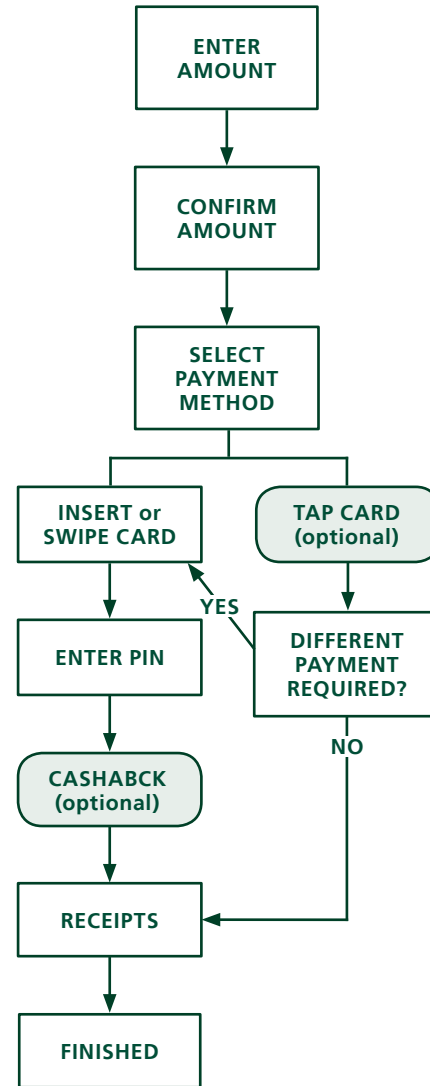 ENTER
AMOUNT
CONFIRM
AMOUNT
SELECT
PAYMENT
METHOD
INSERT or
SWIPE CARD
TAP CARD
(optional)
YES
ENTER PIN
DIFFERENT
PAYMENT
REQUIRED?
NO
CASHABCK
(optional)
RECEIPTS
FINISHED